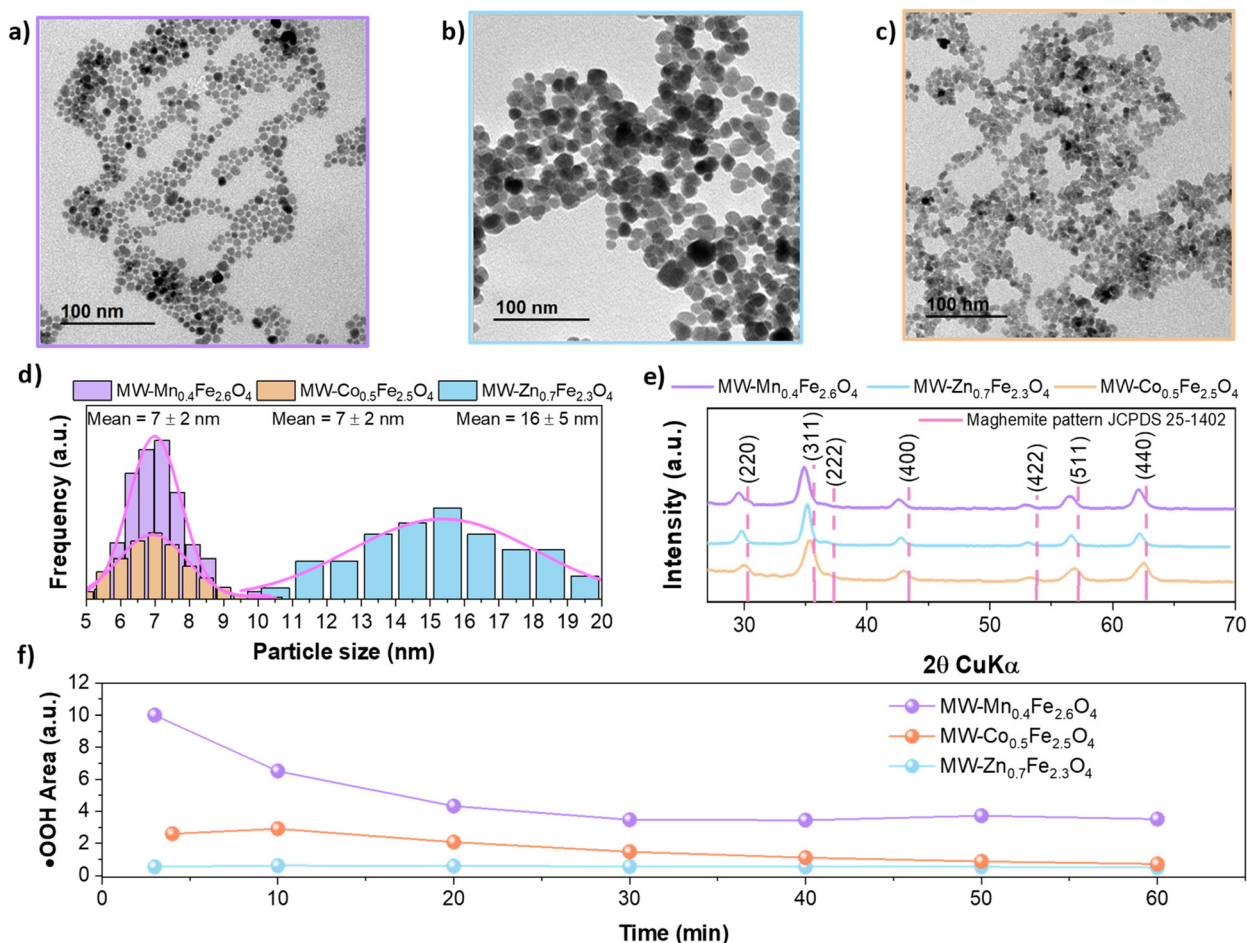 a)
b)
c)
100 nm
100 nm
100 nm
d)
MW-Mn0.4Fe2.6O4 MW-Co0.5Fe2.5O4 MW-Zn0.7Fe2.3O4
Mean = 7 ± 2 nm Mean = 7 ± 2 nm Mean = 16 ± 5 nm
Frequency (a.u.)
5 6 7 8 9 10 11 12 13 14 15 16 17 18 19 20
Particle size (nm)
e)
MW-Mn0.4Fe2.6O4 MW-Zn0.7Fe2.3O4 MW-Co0.5Fe2.5O4
Maghemite pattern JCPDS 25-1402
(220) (311) (222) (400) (422) (511) (440)
Intensity (a.u.)
30 40 50 60 70
2θ CuKα
f)
MW-Mn0.4Fe2.6O4
MW-Co0.5Fe2.5O4
MW-Zn0.7Fe2.3O4
•OOH Area (a.u.)
12
10
8
6
4
2
0
0 10 20 30 40 50 60
Time (min)